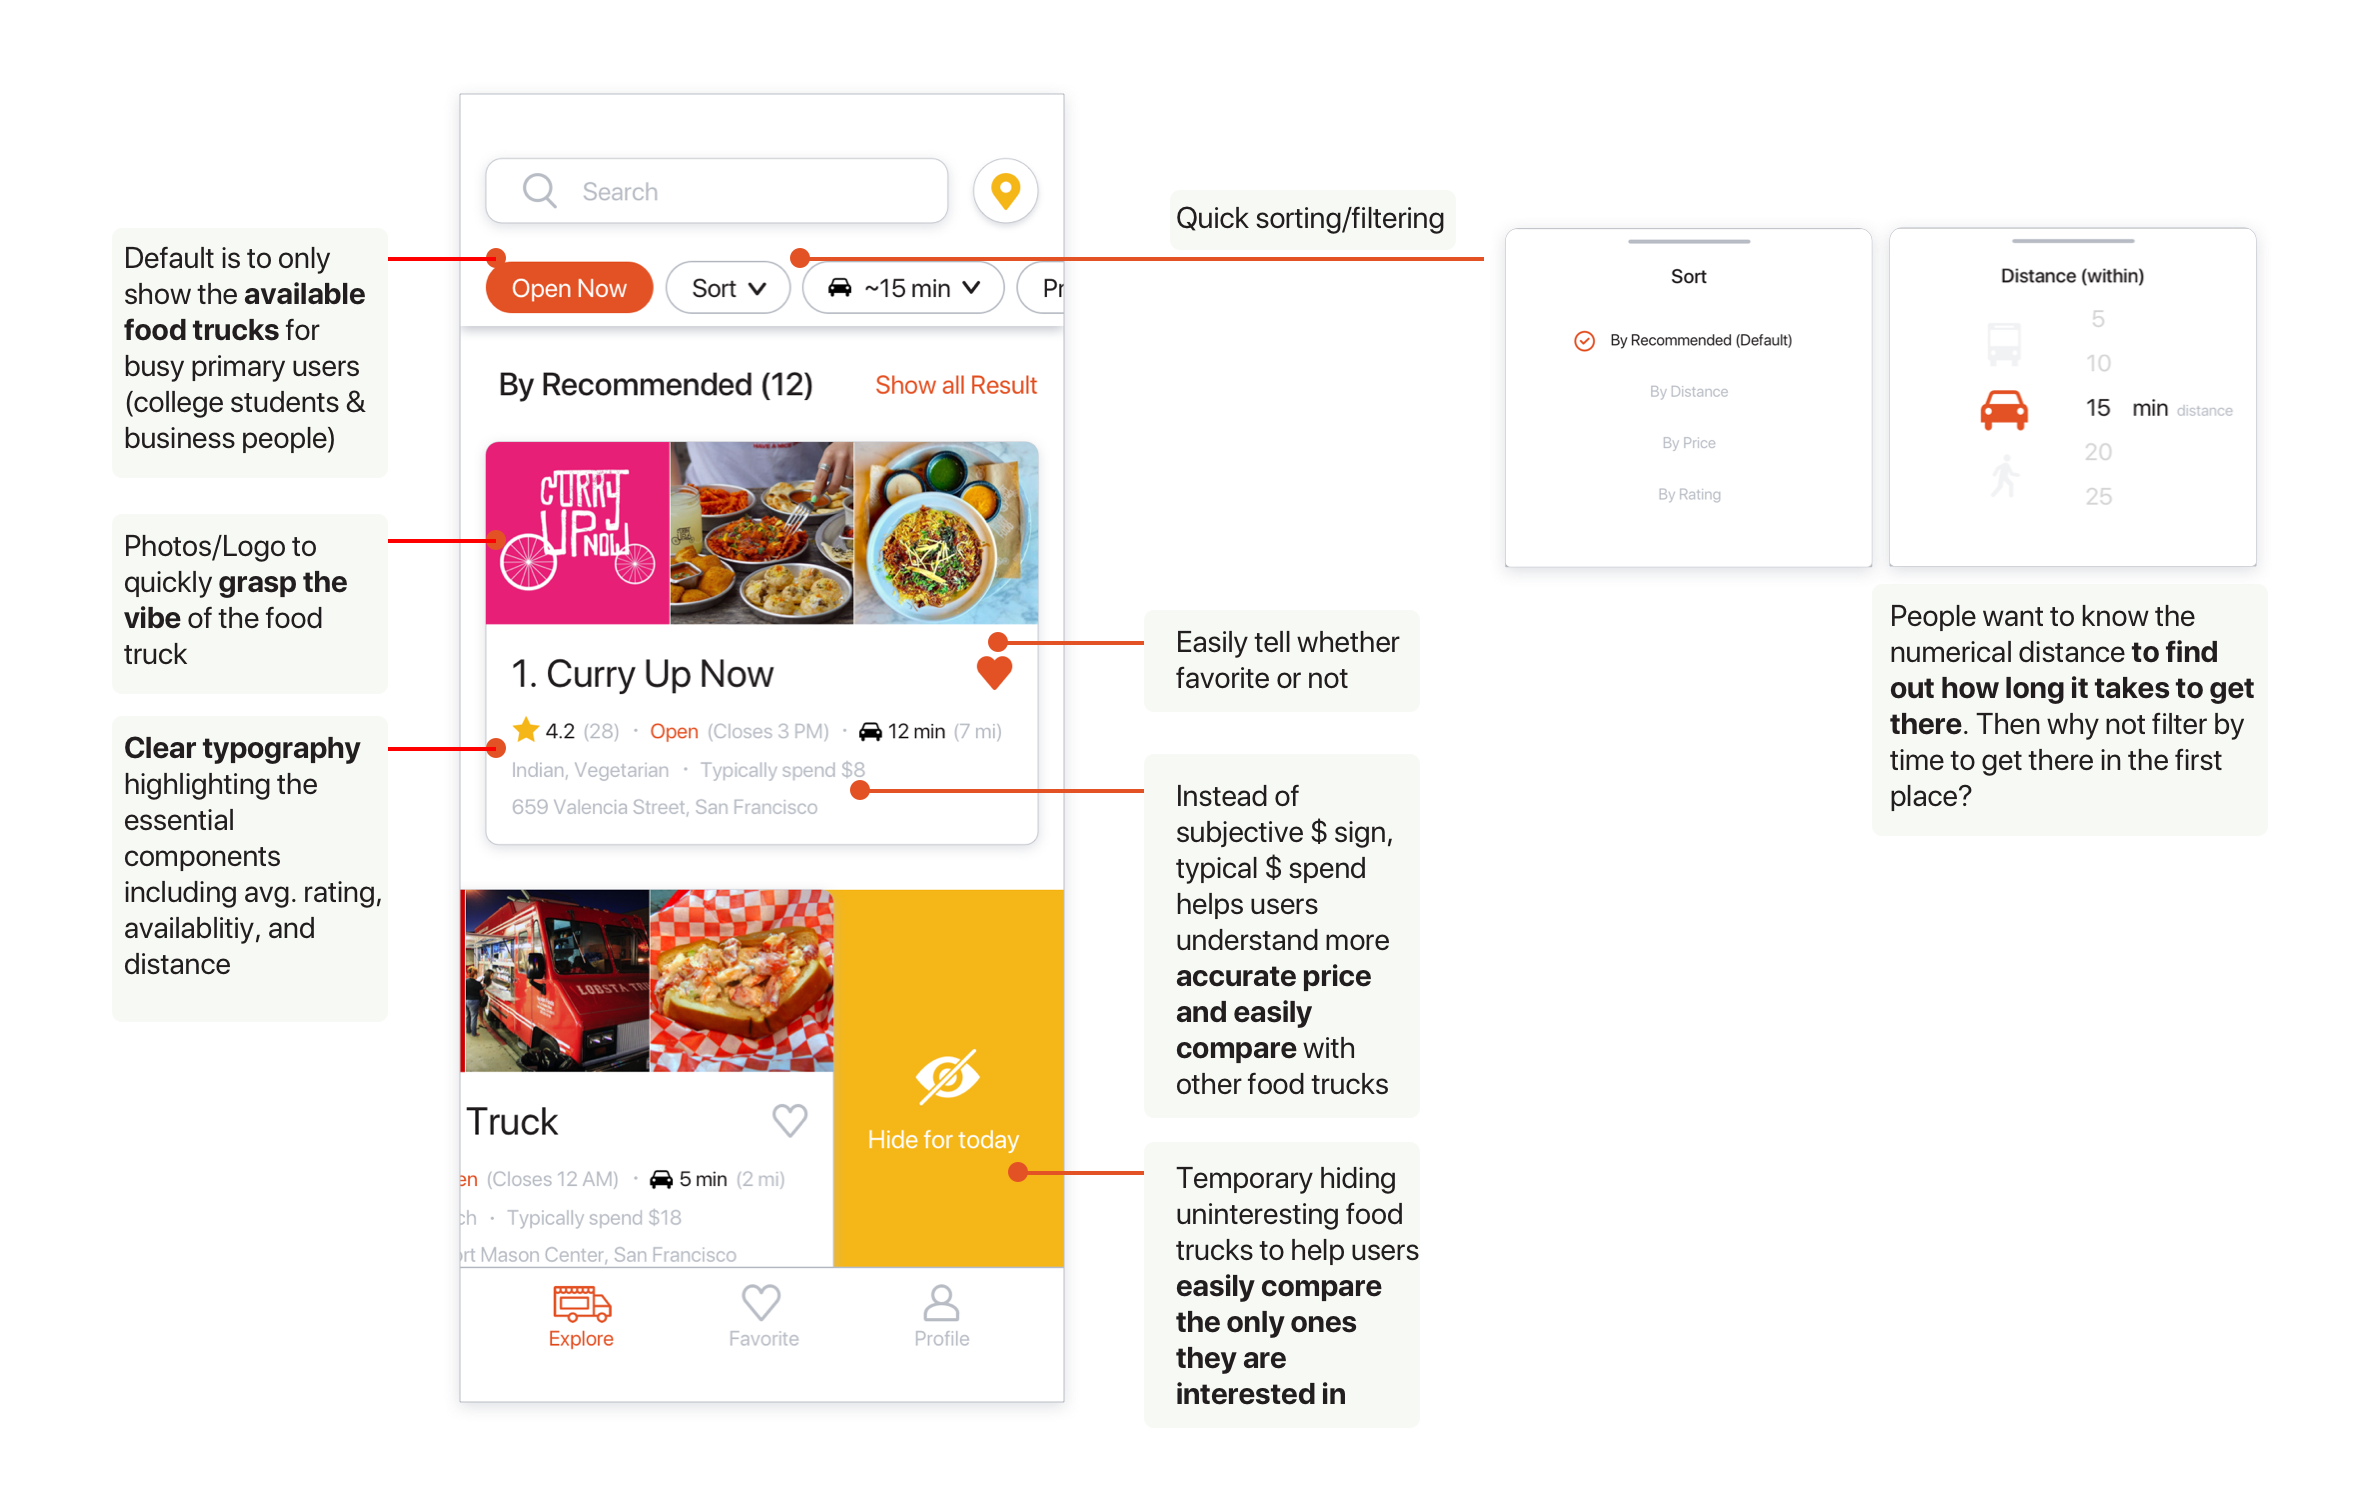 Search
Open Now
Sort
~15 min
Pr
By Recommended (12)
Show all Result
CURRY
UP
NOW
1. Curry Up Now
4.2 (28) · Open (Closes 3 PM) · 12 min (7 mi)
Indian, Vegetarian · Typically spend $8
659 Valencia Street, San Francisco
LOBSTA TR
Truck
en (Closes 12 AM) · 5 min (2 mi)
ch · Typically spend $18
ort Mason Center, San Francisco
Hide for today
Explore
Favorite
Profile
Default is to only
show the available
food trucks for
busy primary users
(college students &
business people)
Photos/Logo to
quickly grasp the
vibe of the food
truck
Clear typography
highlighting the
essential
components
including avg. rating,
availablitiy, and
distance
Quick sorting/filtering
Easily tell whether
favorite or not
Instead of
subjective $ sign,
typical $ spend
helps users
understand more
accurate price
and easily
compare with
other food trucks
Temporary hiding
uninteresting food
trucks to help users
easily compare
the only ones
they are
interested in
Sort
By Recommended (Default)
By Distance
By Price
By Rating
Distance (within)
5
10
15 min distance
20
25
People want to know the
numerical distance to find
out how long it takes to get
there. Then why not filter by
time to get there in the first
place?